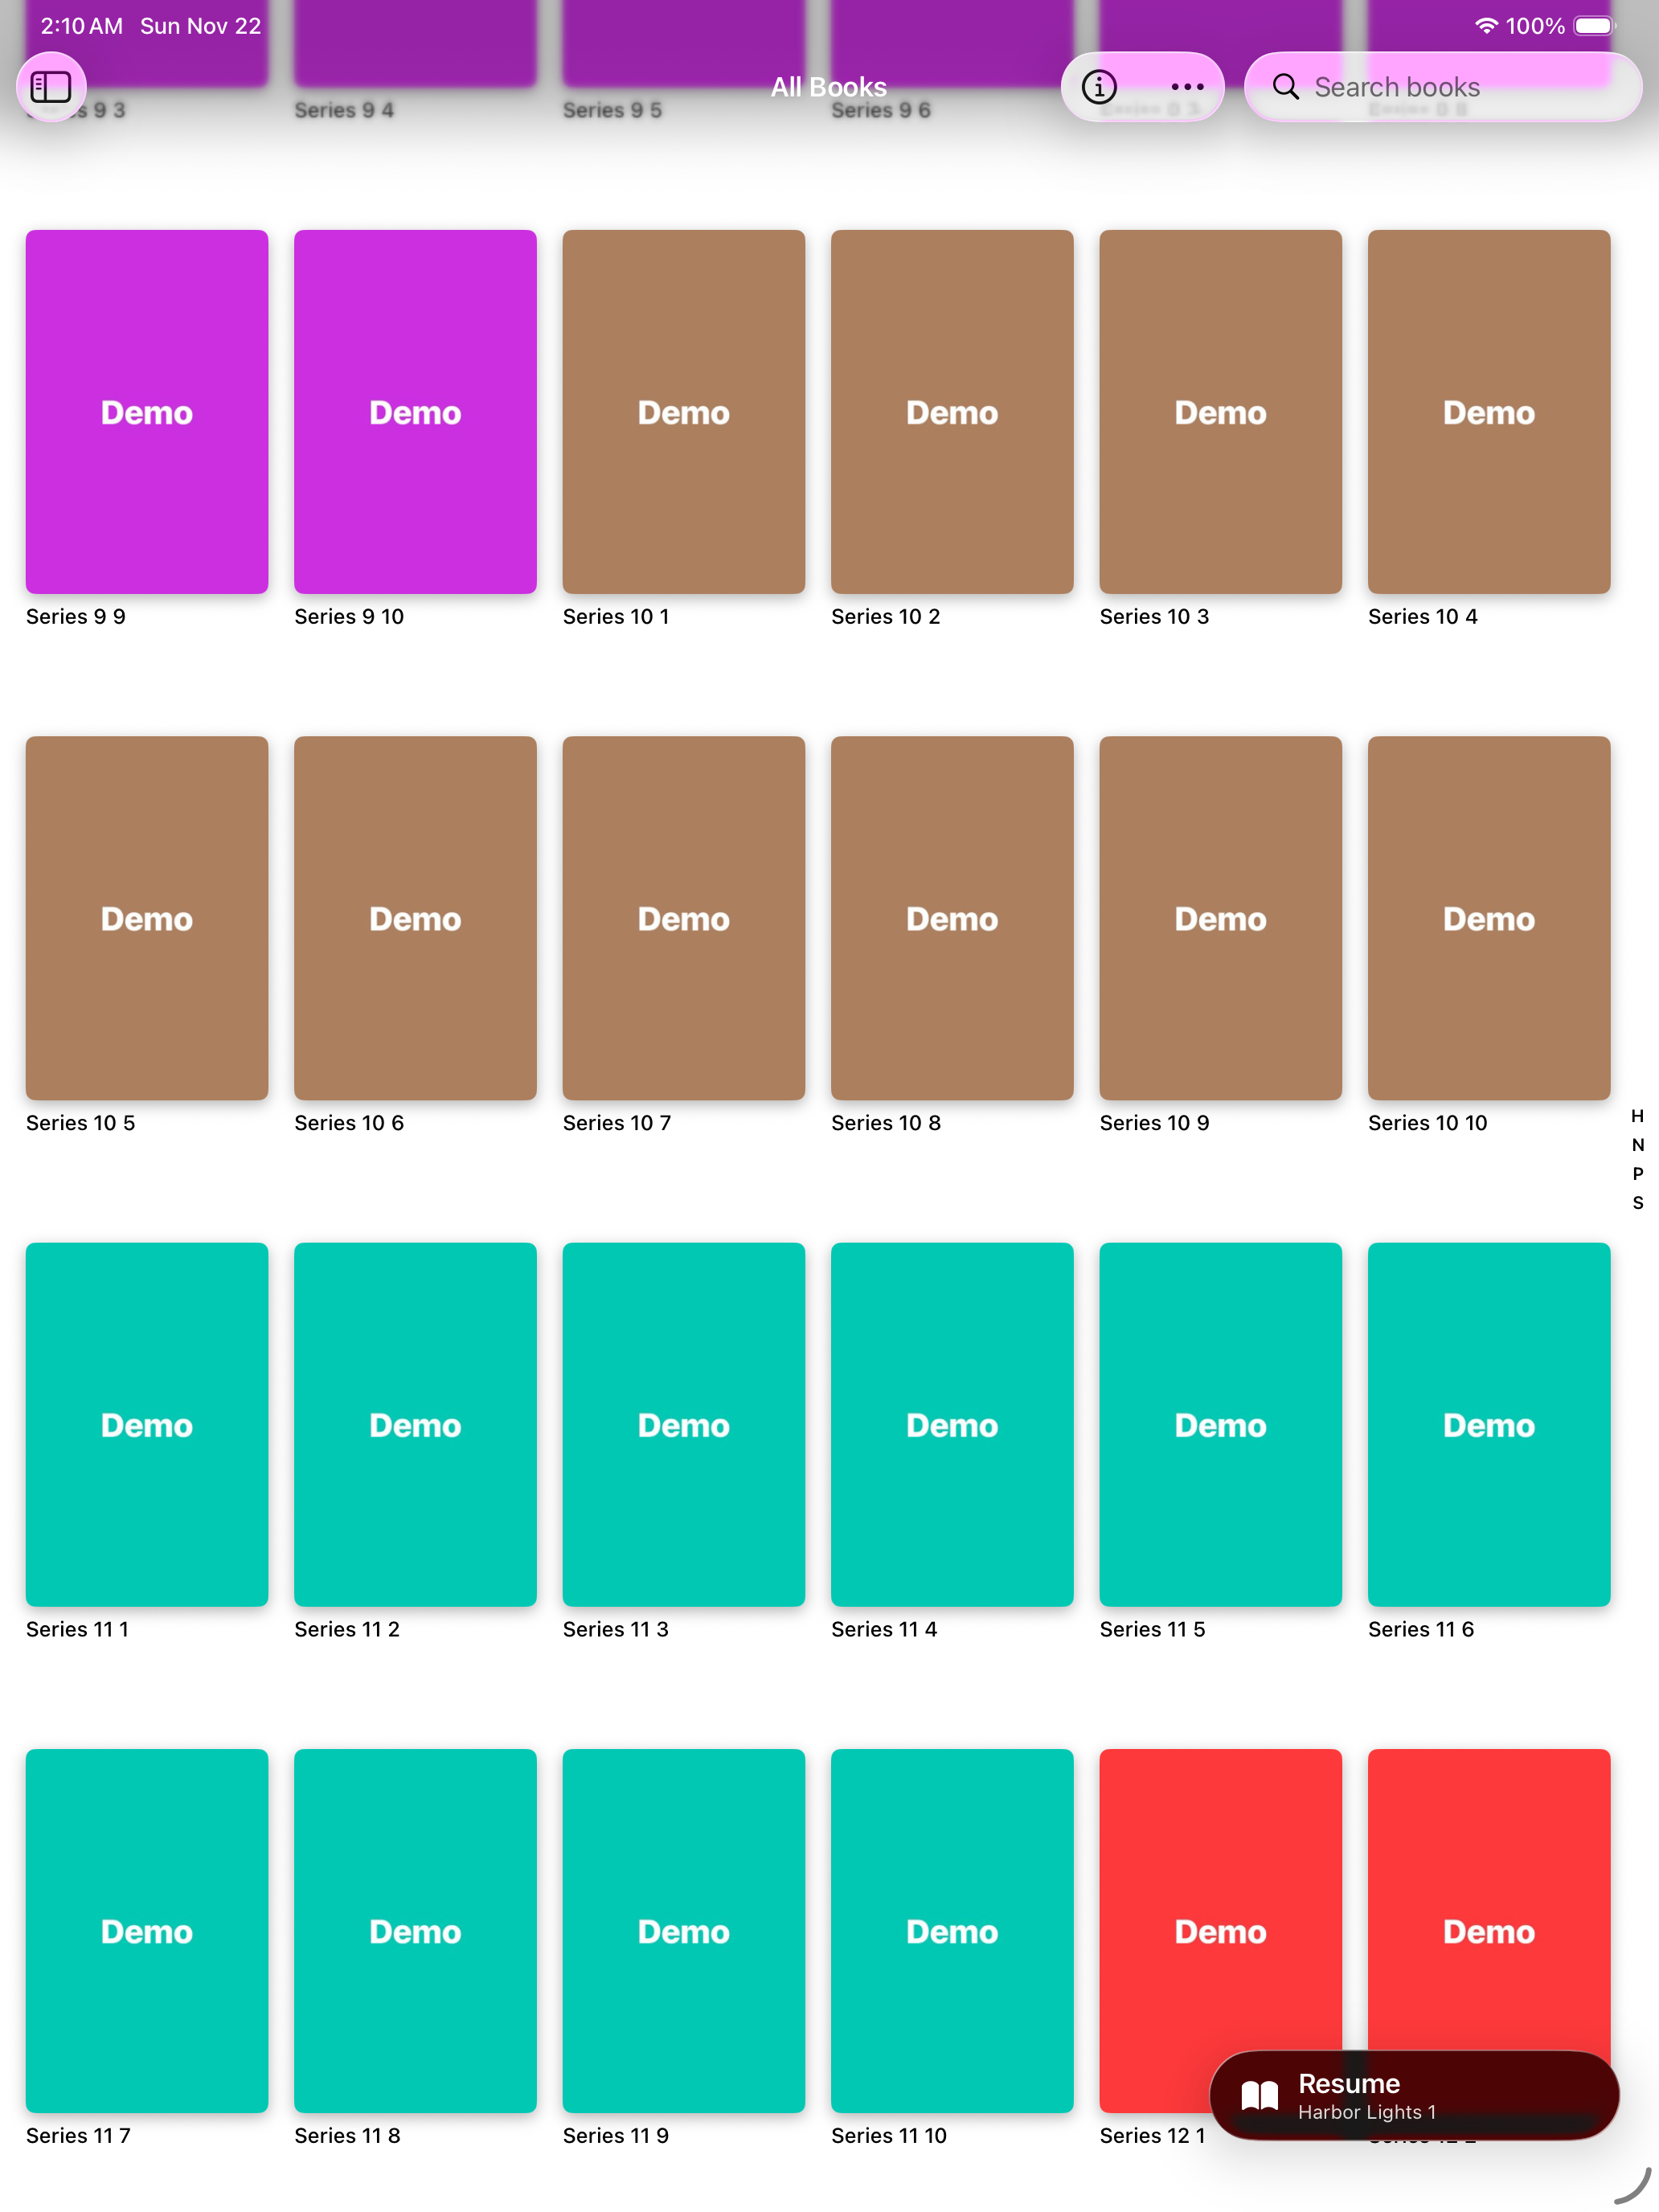 2:10 AM Sun Nov 22
100%
All Books
Search books
Series 9 4
Series 9 5
Series 9 6
Demo
Demo
Demo
Demo
Demo
Demo
Series 9 9
Series 9 10
Series 10 1
Series 10 2
Series 10 3
Series 10 4
Demo
Demo
Demo
Demo
Demo
Demo
Series 10 5
Series 10 6
Series 10 7
Series 10 8
Series 10 9
Series 10 10
H
N
P
S
Demo
Demo
Demo
Demo
Demo
Demo
Series 11 1
Series 11 2
Series 11 3
Series 11 4
Series 11 5
Series 11 6
Demo
Demo
Demo
Demo
Demo
Demo
Series 11 7
Series 11 8
Series 11 9
Series 11 10
Series 12 1
Resume
Harbor Lights 1